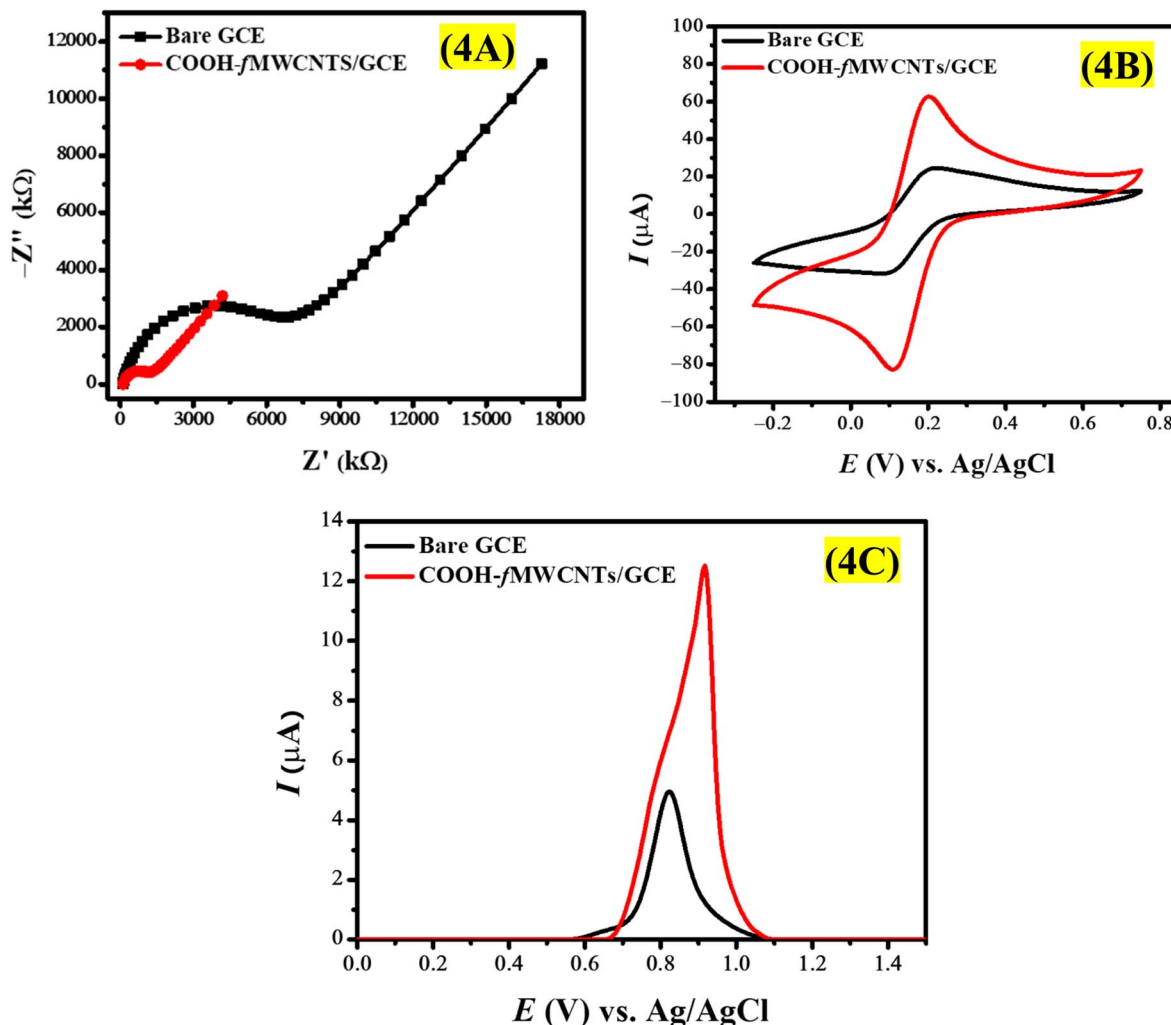 (4A)
Bare GCE
COOH-fMWCNTS/GCE
12000
10000
8000
6000
4000
2000
0
−Z" (kΩ)
0 3000 6000 9000 12000 15000 18000
Z' (kΩ)
(4B)
Bare GCE
COOH-fMWCNTs/GCE
100
80
60
40
20
0
−20
−40
−60
−80
−100
I (μA)
−0.2 0.0 0.2 0.4 0.6 0.8
E (V) vs. Ag/AgCl
(4C)
Bare GCE
COOH-fMWCNTs/GCE
14
12
10
8
6
4
2
0
I (μA)
0.0 0.2 0.4 0.6 0.8 1.0 1.2 1.4
E (V) vs. Ag/AgCl